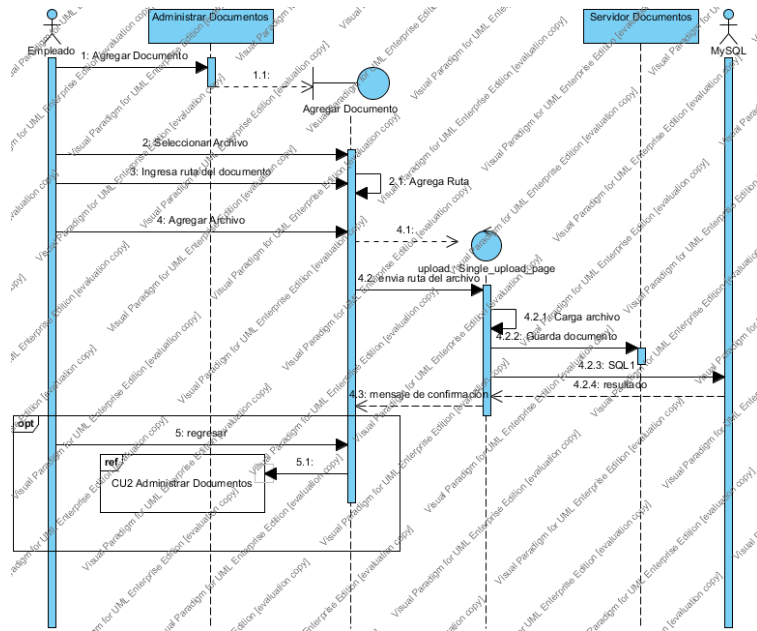 Administrar Documentos
Servidor Documentos
Empleado
MySQL
1: Agregar Documento
1.1:
Agregar Documento
2: Seleccionar Archivo
3: Ingresa ruta del documento
2.1: Agrega Ruta
4: Agregar Archivo
4.1:
upload_Single_upload_page
4.2: envia ruta del archivo
4.2.1: Carga archivo
4.2.2: Guarda documento
4.2.3: SQL1
4.2.4: resultado
4.3: mensaje de confirmación
opt
5: regresar
ref
5.1:
CU2 Administrar Documentos
Visual Paradigm for UML Enterprise Edition [evaluation copy]